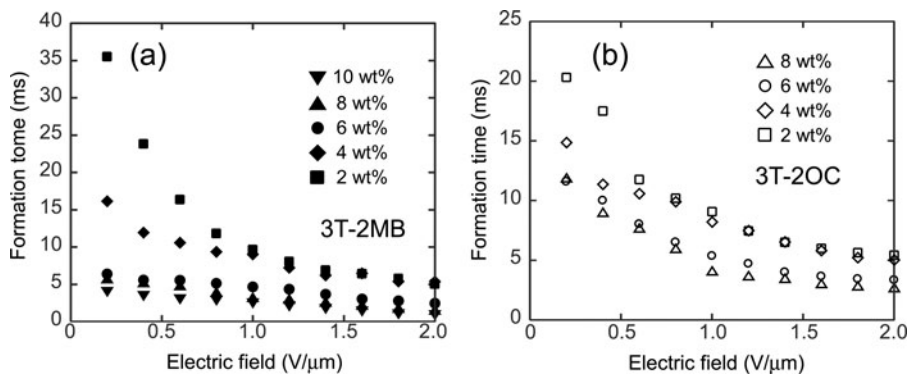 (a)
40
35
30
25
20
15
10
5
0
Formation tome (ms)
10 wt%
8 wt%
6 wt%
4 wt%
2 wt%
3T-2MB
0 0.5 1.0 1.5 2.0
Electric field (V/μm)
(b)
25
20
15
10
5
0
Formation time (ms)
8 wt%
6 wt%
4 wt%
2 wt%
3T-2OC
0 0.5 1.0 1.5 2.0
Electric field (V/μm)